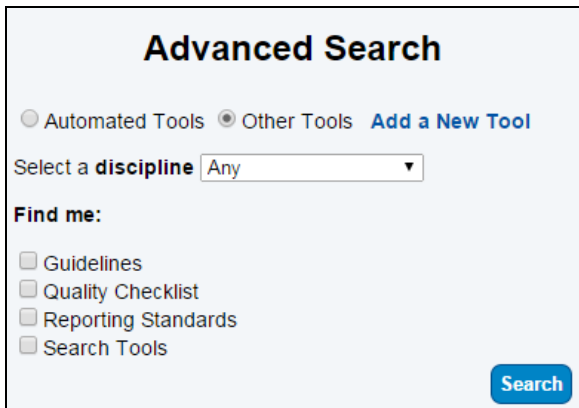 Advanced Search
Automated Tools Other Tools Add a New Tool
Select a discipline Any
Find me:
Guidelines
Quality Checklist
Reporting Standards
Search Tools
Search